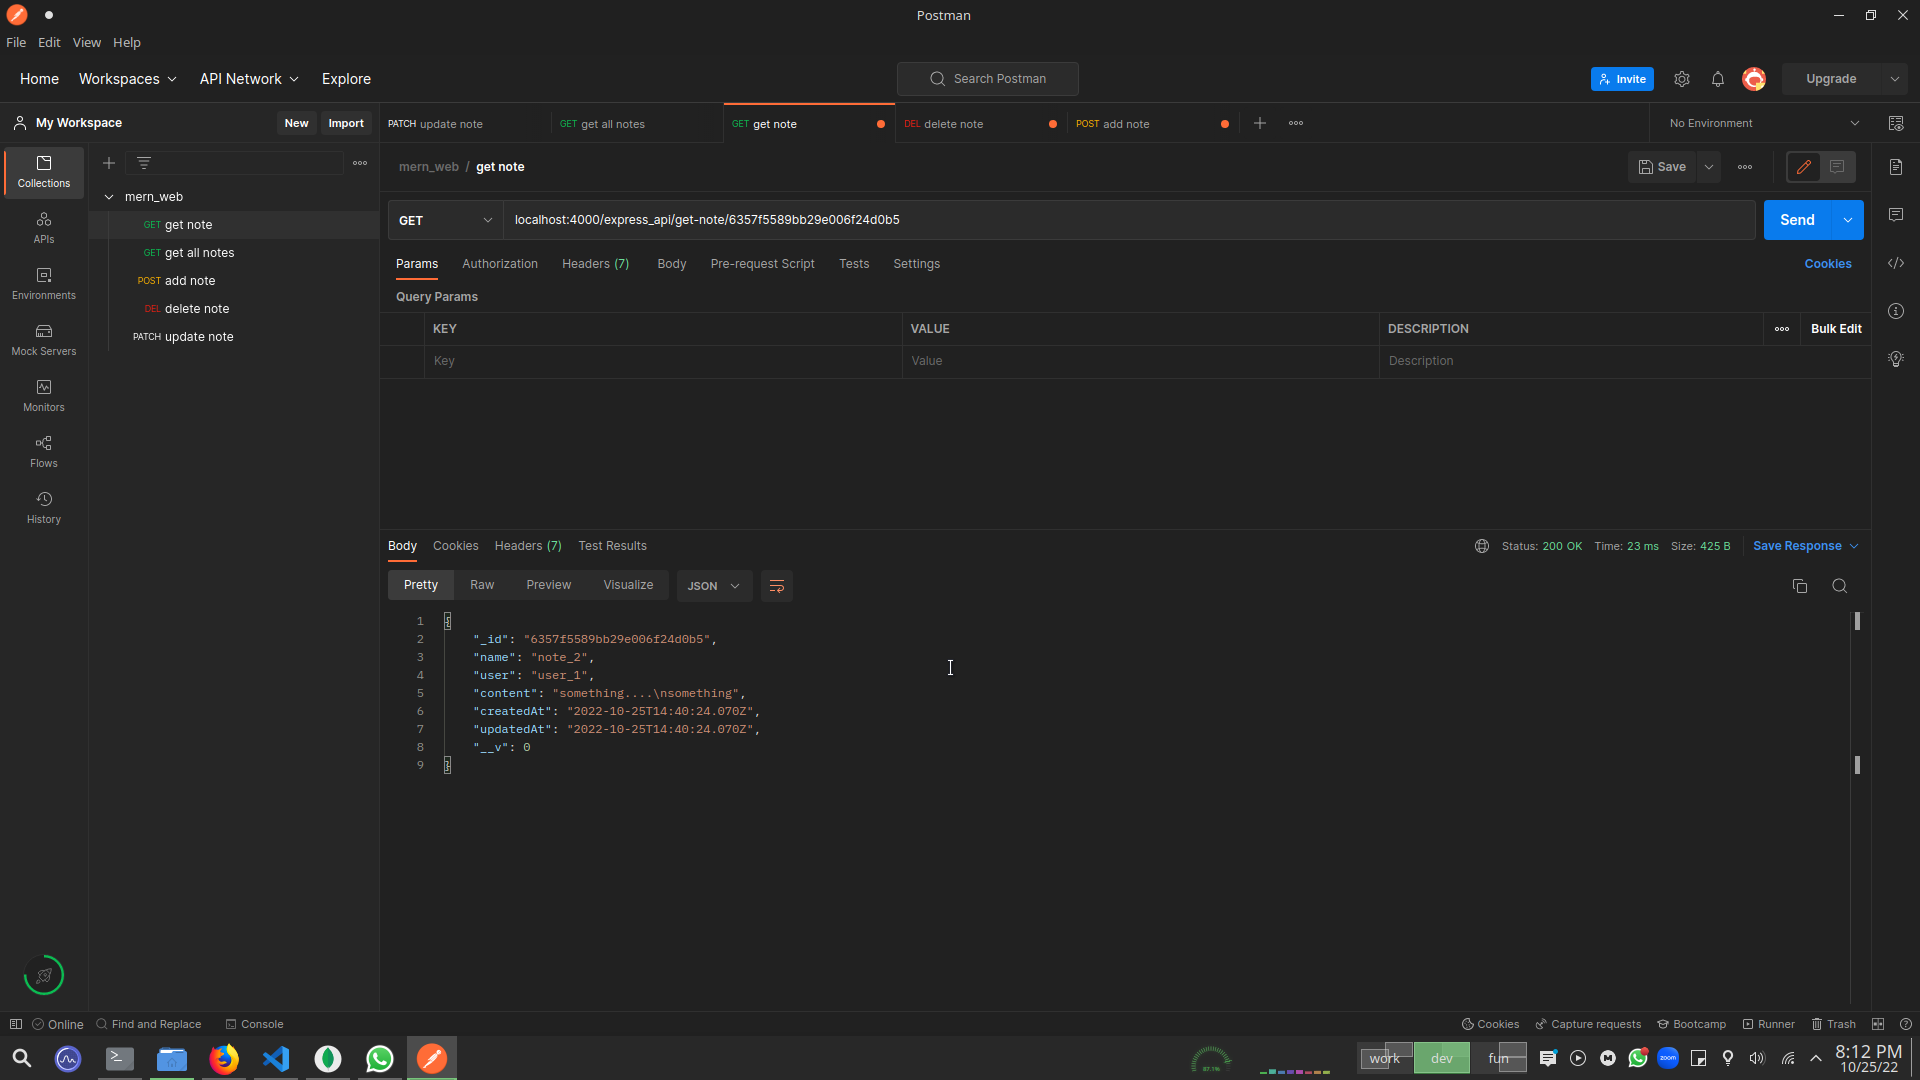 Postman
File Edit View Help
Home Workspaces API Network Explore
Search Postman
Invite
Upgrade
My Workspace
New Import
PATCH update note
GET get all notes
GET get note
DEL delete note
POST add note
No Environment
Collections
APIs
Environments
Mock Servers
Monitors
Flows
History
mern_web
GET get note
GET get all notes
POST add note
DEL delete note
PATCH update note
mern_web / get note
Save
GET localhost:4000/express_api/get-note/6357f5589bb29e006f24d0b5
Send
Params Authorization Headers (7) Body Pre-request Script Tests Settings Cookies
Query Params
KEY VALUE DESCRIPTION Bulk Edit
Key Value Description
Body Cookies Headers (7) Test Results
Status: 200 OK Time: 23 ms Size: 425 B Save Response
Pretty Raw Preview Visualize JSON
1 {
2 "_id": "6357f5589bb29e006f24d0b5",
3 "name": "note_2",
4 "user": "user_1",
5 "content": "something....\nsomething",
6 "createdAt": "2022-10-25T14:40:24.070Z",
7 "updatedAt": "2022-10-25T14:40:24.070Z",
8 "__v": 0
9 }
Online Find and Replace Console
Cookies Capture requests Bootcamp Runner Trash
87.1%
work dev fun
zoom
8:12 PM
10/25/22